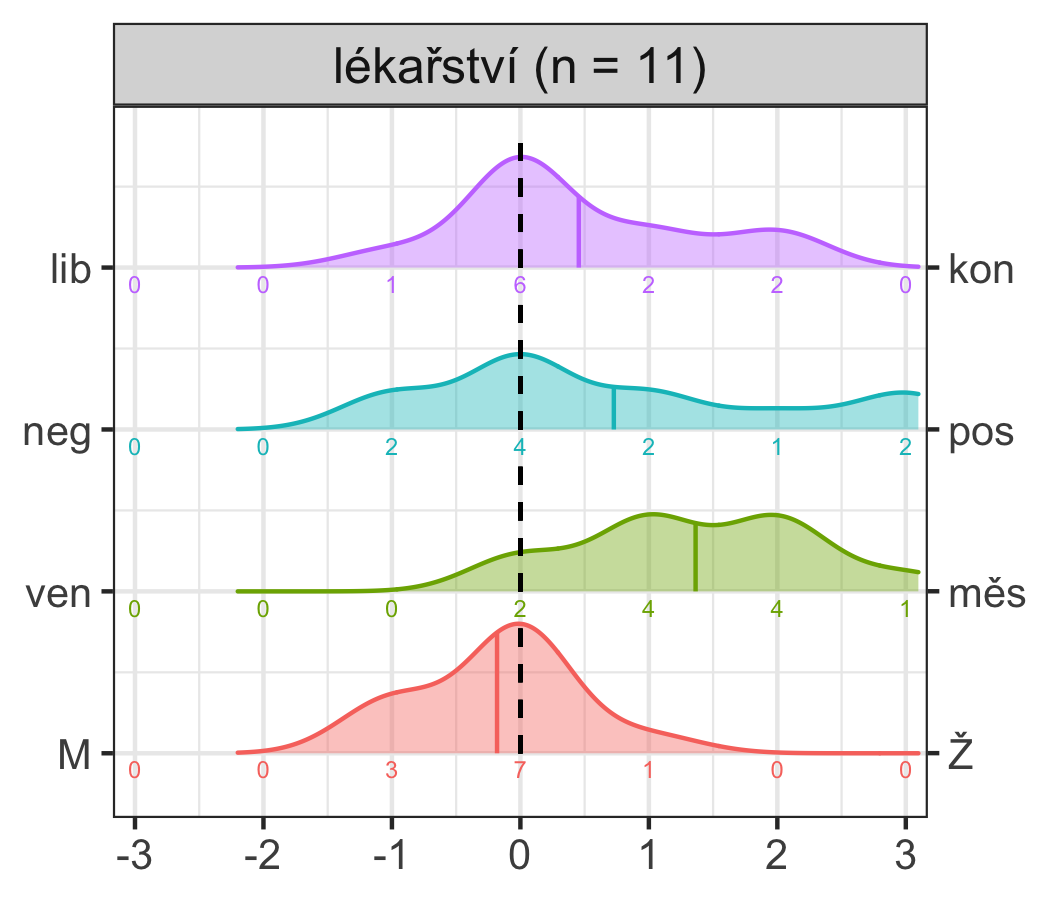 lékařství (n = 11)
lib kon
0 0 1 6 2 2 0
neg pos
0 0 2 4 2 1 2
ven měs
0 0 0 2 4 4 1
M Ž
0 0 3 7 1 0 0
-3 -2 -1 0 1 2 3